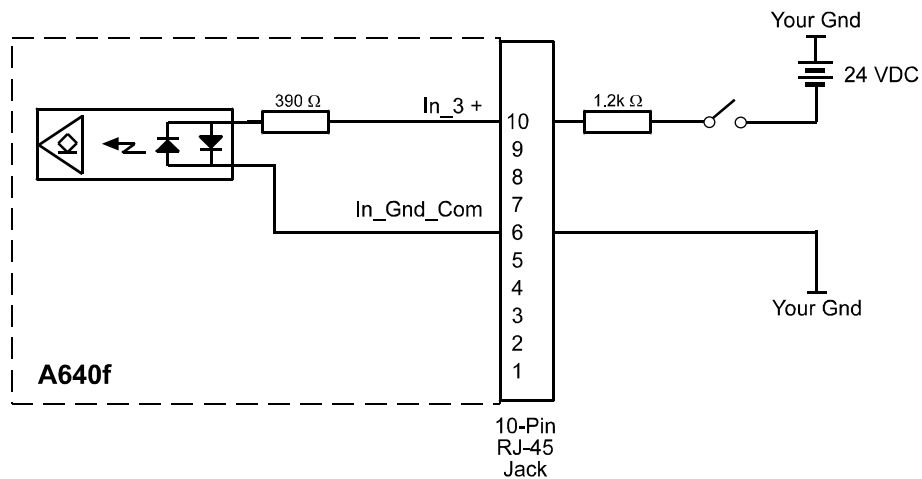 Your Gnd
24 VDC
390 Ω
In_3 +
1.2k Ω
10
9
8
7
In_Gnd_Com
6
5
4
3
2
1
Your Gnd
A640f
10-Pin
RJ-45
Jack